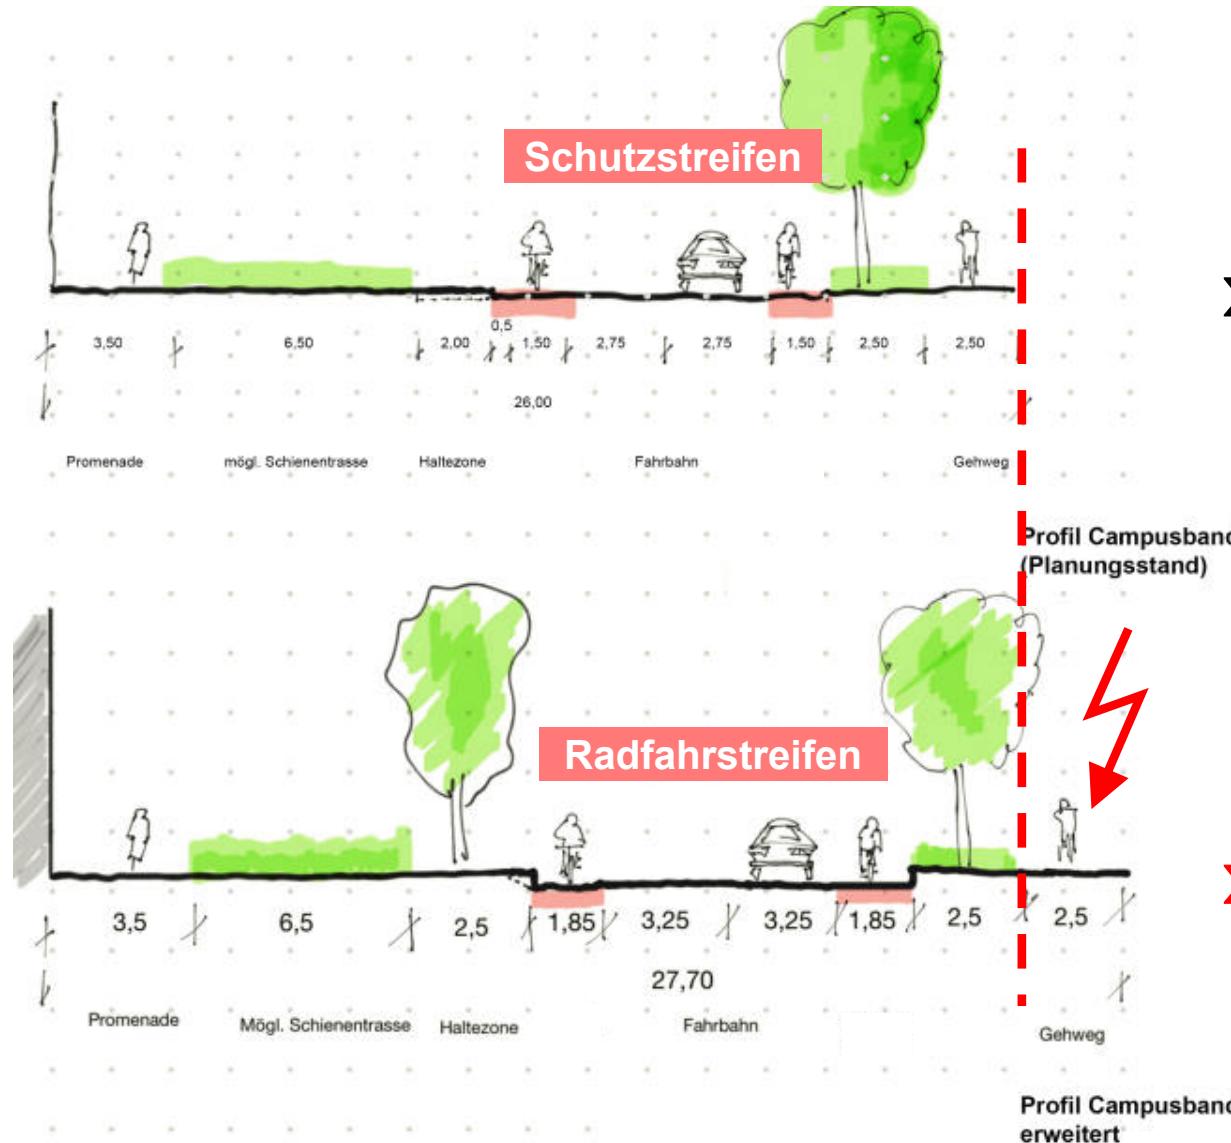 Schutzstreifen
0,5
3,50 6,50 2,00 1,50 2,75 2,75 1,50 2,50 2,50
26,00
Promenade mögl. Schienentrasse Haltezone Fahrbahn Gehweg
Profil Campusband
(Planungsstand)
Radfahrstreifen
3,5 6,5 2,5 1,85 3,25 3,25 1,85 2,5 2,5
27,70
Promenade Mögl. Schienentrasse Haltezone Fahrbahn Gehweg
Profil Campusband
erweitert